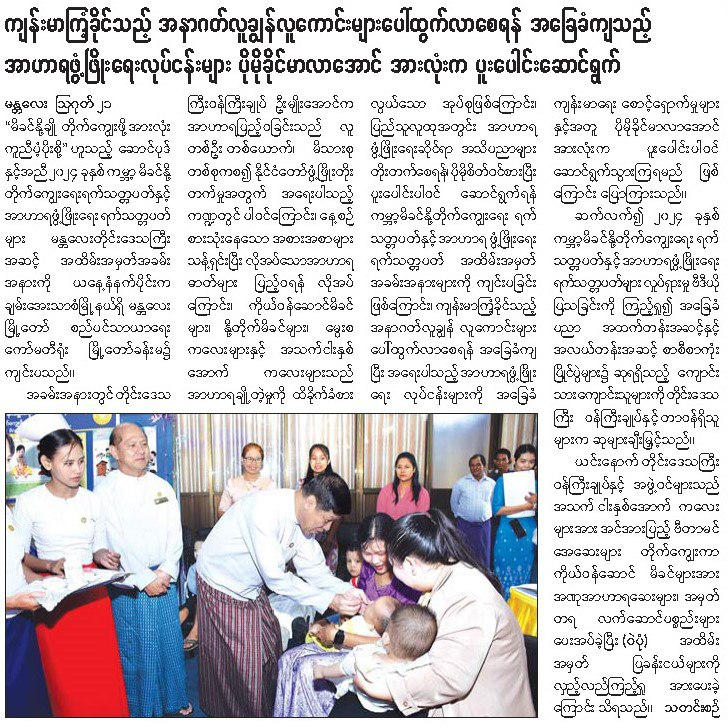 ကျန်းမာကြံ့ခိုင်သည့် အနာဂတ်လူချွန်လူကောင်းများပေါ်ထွက်လာစေရန် အခြေခံကျသည့်
အာဟာရဖွံ့ဖြိုးရေးလုပ်ငန်းများ ပိုမိုခိုင်မာလာအောင် အားလုံးက ပူးပေါင်းဆောင်ရွက်
မန္တလေး ဩဂုတ် ၂၁
“မိခင်နို့ချို တိုက်ကျွေးဖို့ အားလုံး
ကူညီပံ့ပိုးစို့” ဟူသည့် ဆောင်ပုဒ်
နှင့်အညီ ၂၀၂၄ ခုနှစ် ကမ္ဘာ့ မိခင်နို့
တိုက်ကျွေးရေးရက်သတ္တပတ်နှင့်
အာဟာရဖွံ့ဖြိုးရေး ရက်သတ္တပတ်
များ မန္တလေးတိုင်းဒေသကြီး
အဆင့် အထိမ်းအမှတ်အခမ်း
အနားကို ယနေ့နံနက်ပိုင်းက
ချမ်းအေးသာစံမြို့နယ်ရှိ မန္တလေး
မြို့တော် စည်ပင်သာယာရေး
ကော်မတီရုံး မြို့တော်ခန်းမ၌
ကျင်းပသည်။
အခမ်းအနားတွင် တိုင်းဒေသ
ကြီးဝန်ကြီးချုပ် ဦးမျိုးအောင်က
အာဟာရပြည့်ဝခြင်းသည် လူ
တစ်ဦး တစ်ယောက်၊ မိသားစု
တစ်စုကစ၍ နိုင်ငံတော်ဖွံ့ဖြိုးတိုး
တက်မှုအတွက် အရေးပါသည့်
ကဏ္ဍတွင် ပါဝင်ကြောင်း၊ နေ့စဉ်
စားသုံးနေသော အစားအစာများ
သန့်ရှင်းပြီး လိုအပ်သောအာဟာရ
ဓာတ်များ ပြည့်ဝရန် လိုအပ်
ကြောင်း၊ ကိုယ်ဝန်ဆောင်မိခင်
များ၊ နို့တိုက်မိခင်များ၊ မွေးစ
ကလေးများနှင့် အသက်ငါးနှစ်
အောက် ကလေးများသည်
အာဟာရချို့တဲ့မှုကို ထိခိုက်ခံစား
လွယ်သော အုပ်စုဖြစ်ကြောင်း၊
ပြည်သူလူထုအတွင်း အာဟာရ
ဖွံ့ဖြိုးရေးဆိုင်ရာ အသိပညာများ
တိုးတက်စေရန်၊ ပိုမိုစိတ်ဝင်စားပြီး
ပူးပေါင်းပါဝင် ဆောင်ရွက်ရန်
ကမ္ဘာ့မိခင်နို့တိုက်ကျွေးရေး ရက်
သတ္တပတ်နှင့် အာဟာရ ဖွံ့ဖြိုးရေး
ရက်သတ္တပတ် အထိမ်းအမှတ်
အခမ်းအနားများကို ကျင်းပခြင်း
ဖြစ်ကြောင်း၊ ကျန်းမာကြံ့ခိုင်သည့်
အနာဂတ်လူချွန် လူကောင်းများ
ပေါ်ထွက်လာစေရန် အခြေခံကျ
ပြီး အရေးပါသည့် အာဟာရဖွံ့ဖြိုး
ရေး လုပ်ငန်းများကို အခြေခံ
ကျန်းမာရေး စောင့်ရှောက်မှုများ
နှင့်အတူ ပိုမိုခိုင်မာလာအောင်
အားလုံးက ပူးပေါင်းပါဝင်
ဆောင်ရွက်သွားကြရမည် ဖြစ်
ကြောင်း ပြောကြားသည်။
ဆက်လက်၍ ၂၀၂၄ ခုနှစ်
ကမ္ဘာ့မိခင်နို့တိုက်ကျွေးရေး ရက်
သတ္တပတ်နှင့် အာဟာရဖွံ့ဖြိုးရေး
ရက်သတ္တပတ်များ လှုပ်ရှားမှု ဗီဒီယို
ပြသခြင်းကို ကြည့်ရှု၍ အခြေခံ
ပညာ အထက်တန်းအဆင့်နှင့်
အလယ်တန်းအဆင့် စာစီစာကုံး
ပြိုင်ပွဲများ၌ ဆုရရှိသည့် ကျောင်း
သားကျောင်းသူများကို တိုင်းဒေသ
ကြီး ဝန်ကြီးချုပ်နှင့် တာဝန်ရှိသူ
များက ဆုများချီးမြှင့်သည်။
ယင်းနောက် တိုင်းဒေသကြီး
ဝန်ကြီးချုပ်နှင့် အဖွဲ့ဝင်များသည်
အသက် ငါးနှစ်အောက် ကလေး
များအား အင်အားပြည့် ဗီတာမင်
အေဆေးများ တိုက်ကျွေးကာ
ကိုယ်ဝန်ဆောင် မိခင်များအား
အဏုအာဟာရဆေးများ၊ အမှတ်
တရ လက်ဆောင်ပစ္စည်းများ
ပေးအပ်ခဲ့ပြီး (ဝဲပုံ) အထိမ်း
အမှတ် ပြခန်းငယ်များကို
လှည့်လည်ကြည့်ရှု အားပေးခဲ့
ကြောင်း သိရသည်။ သတင်းစဉ်